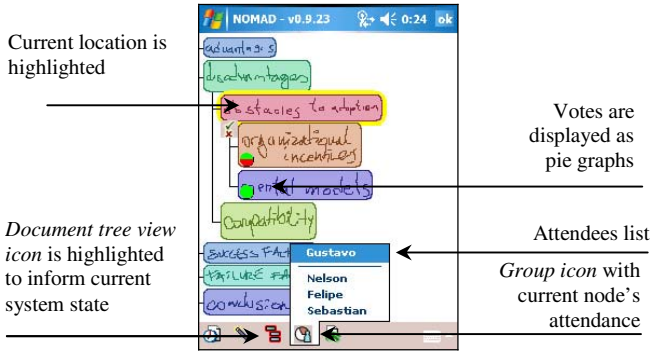 NOMAD - v0.9.23 0:24 ok
Current location is
highlighted
advantages
disadvantages
obstacles to adoption
organizational
incentives
mental models
Compatibility
SUCCESS FACT
FAILURE FA
conclusion
Votes are
displayed as
pie graphs
Document tree view
icon is highlighted
to inform current
system state
Gustavo
Nelson
Felipe
Sebastian
Attendees list
Group icon with
current node's
attendance